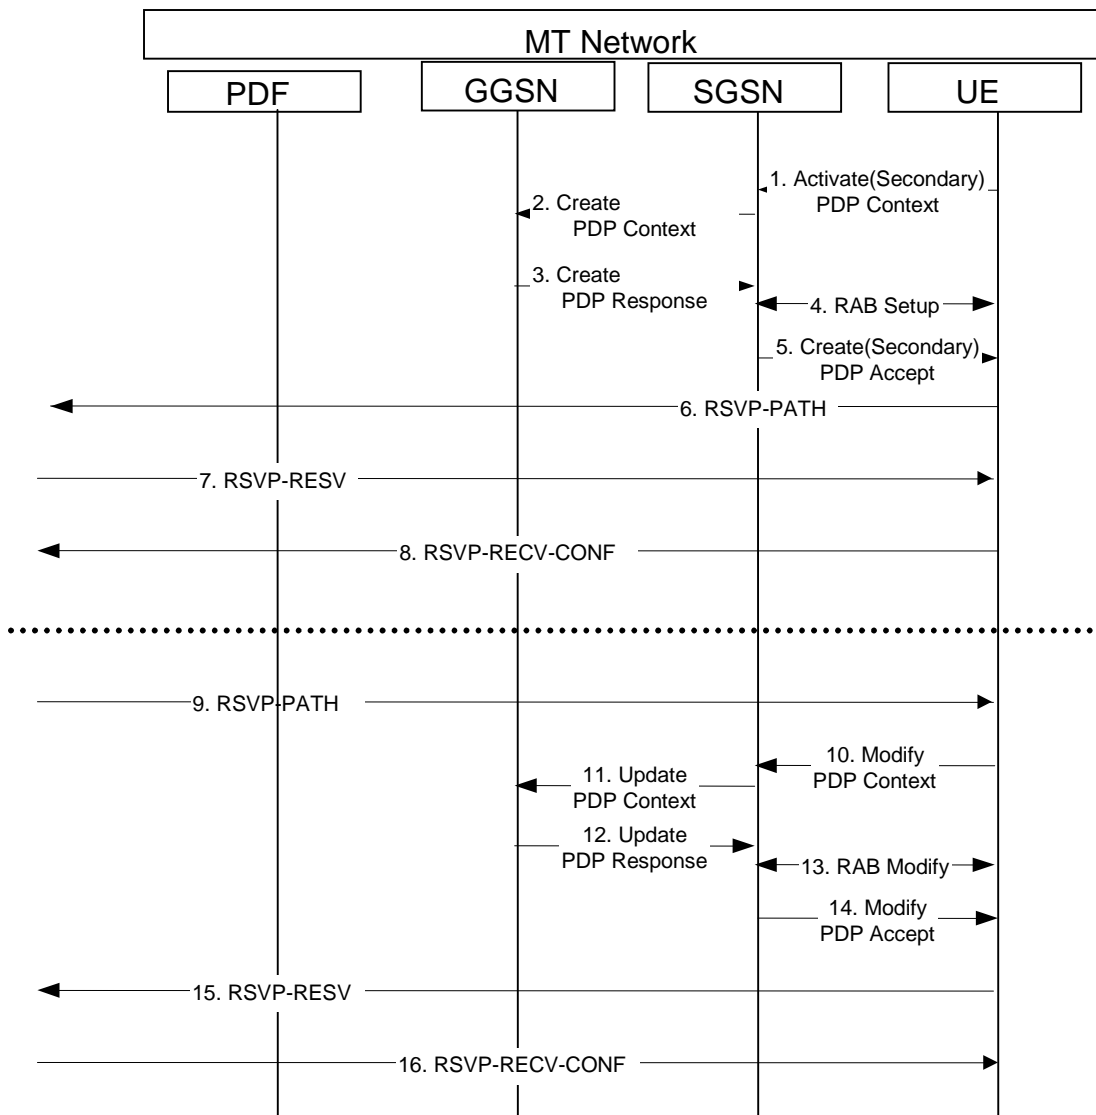 MT Network
PDF
GGSN
SGSN
UE
1. Activate(Secondary)
PDP Context
2. Create
PDP Context
3. Create
PDP Response
4. RAB Setup
5. Create(Secondary)
PDP Accept
6. RSVP-PATH
7. RSVP-RESV
8. RSVP-RECV-CONF
9. RSVP-PATH
10. Modify
PDP Context
11. Update
PDP Context
12. Update
PDP Response
13. RAB Modify
14. Modify
PDP Accept
15. RSVP-RESV
16. RSVP-RECV-CONF